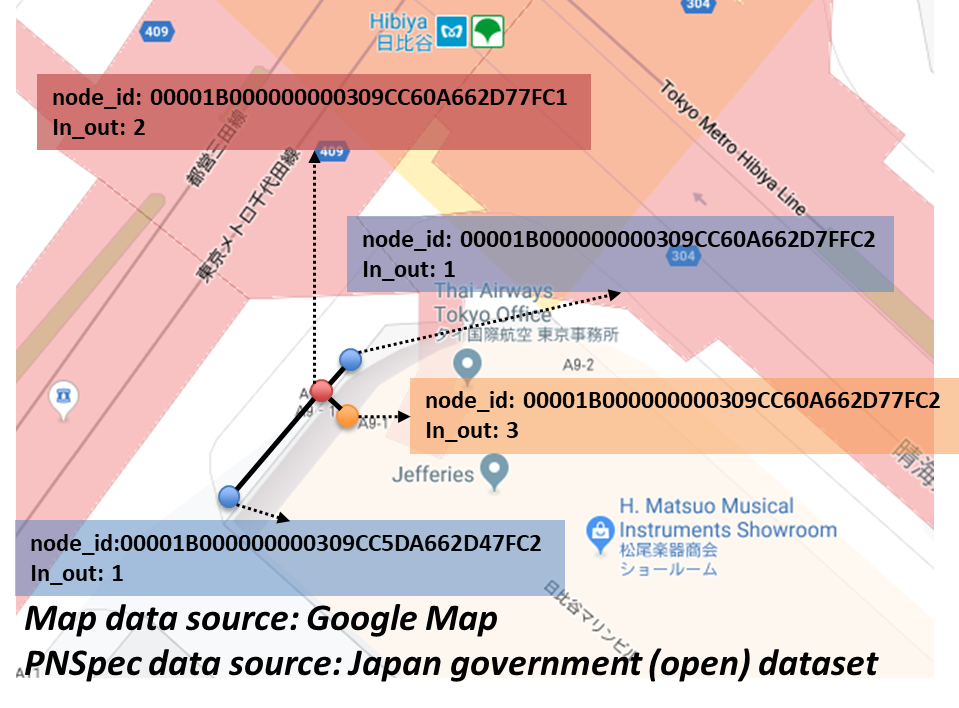 Hibiya
日比谷
409
304
node_id: 00001B000000000309CC60A662D77FC1
In_out: 2
409
都営三田線
東京メトロ千代田線
Tokyo Metro Hibiya Line
node_id: 00001B000000000309CC60A662D7FFC2
In_out: 1
304
Thai Airways
Tokyo Office
タイ国際航空 東京事務所
A9-2
node_id: 00001B000000000309CC60A662D77FC2
In_out: 3
A9-1
Jefferies
晴海
H. Matsuo Musical
Instruments Showroom
松尾楽器商会
ショールーム
node_id:00001B000000000309CC5DA662D47FC2
In_out: 1
日比谷マリンビル
Map data source: Google Map
PNSpec data source: Japan government (open) dataset
A11